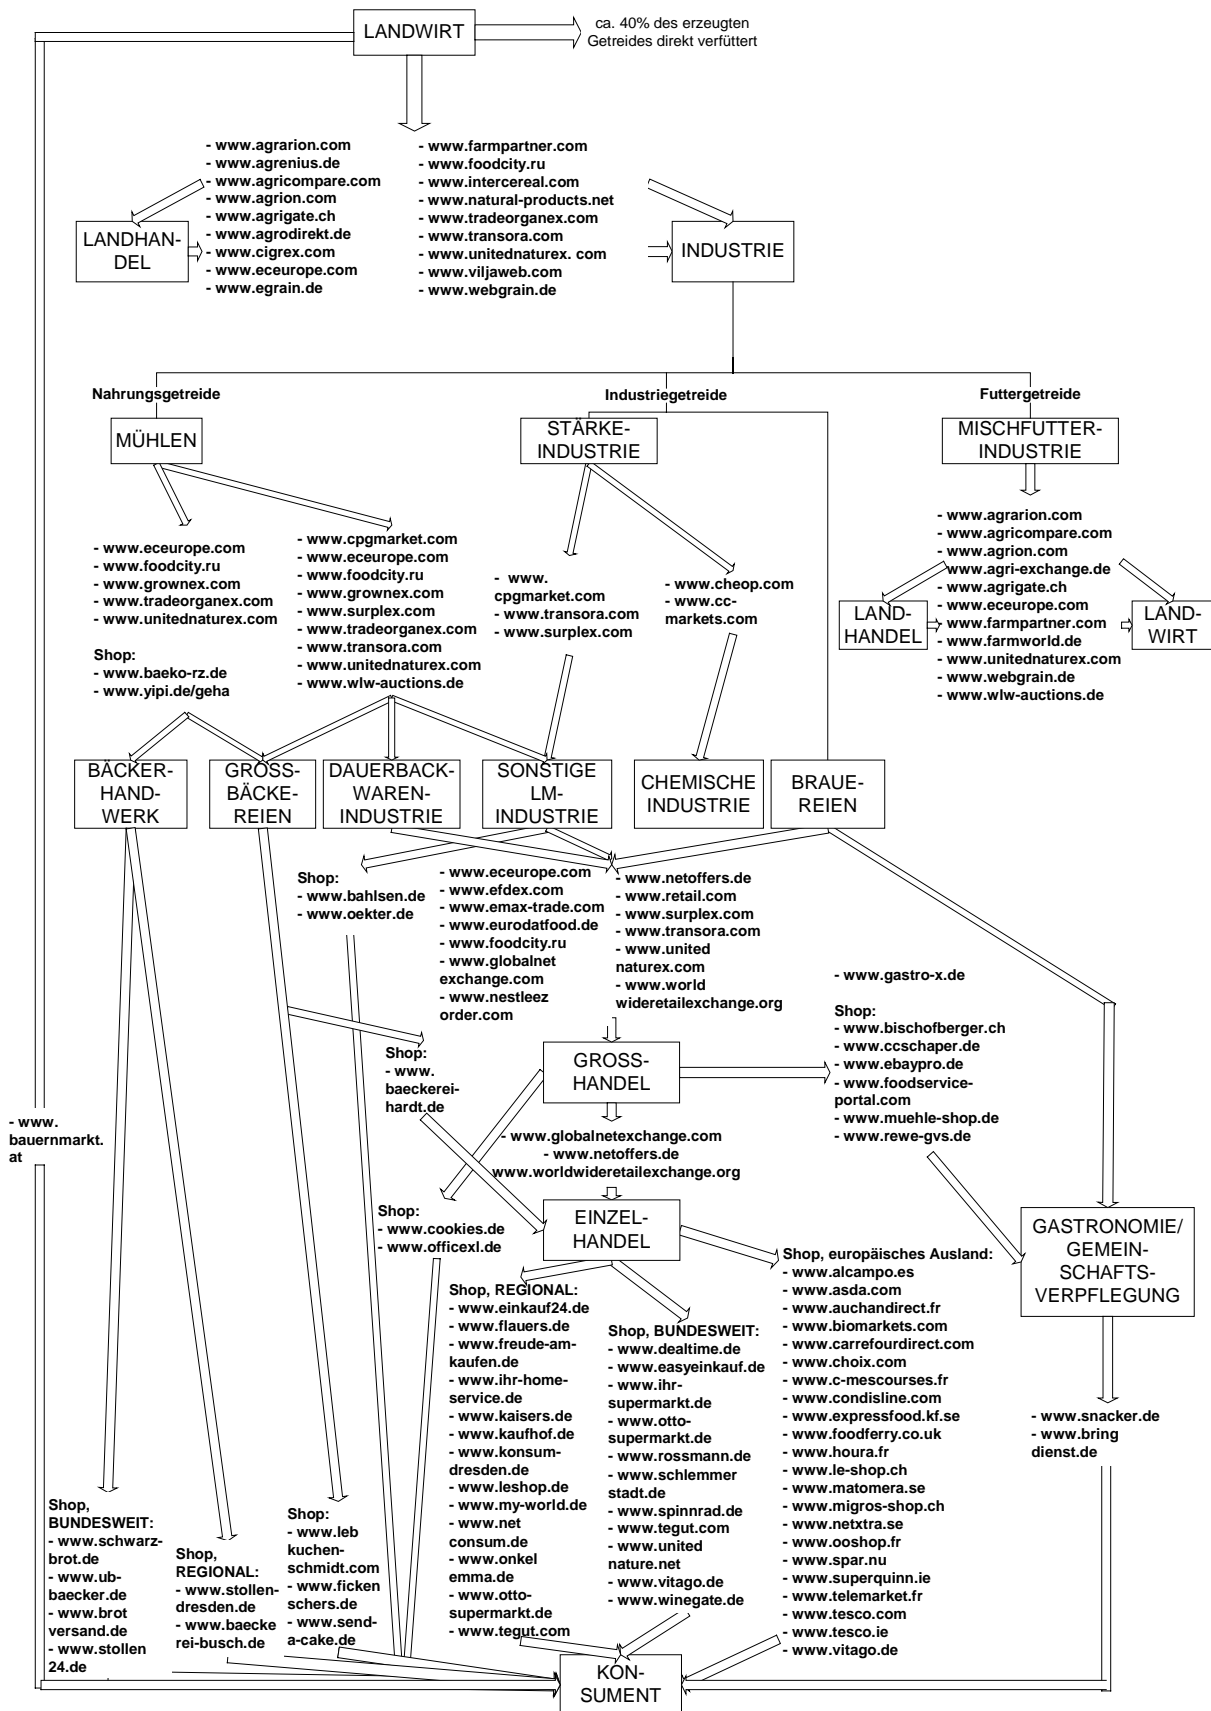 LANDWIRT
ca. 40% des erzeugten
Getreides direkt verfüttert
- www.agrarion.com
- www.agrenius.de
- www.agricompare.com
- www.agrion.com
- www.agrigate.ch
- www.agrodirekt.de
- www.cigrex.com
- www.eceurope.com
- www.egrain.de
- www.farmpartner.com
- www.foodcity.ru
- www.intercereal.com
- www.natural-products.net
- www.tradeorganex.com
- www.transora.com
- www.unitednaturex. com
- www.viljaweb.com
- www.webgrain.de
LANDHAN-
DEL
INDUSTRIE
Nahrungsgetreide
Industriegetreide
Futtergetreide
MÜHLEN
STÄRKE-
INDUSTRIE
MISCHFUTTER-
INDUSTRIE
- www.eceurope.com
- www.foodcity.ru
- www.grownex.com
- www.tradeorganex.com
- www.unitednaturex.com
Shop:
- www.baeko-rz.de
- www.yipi.de/geha
- www.cpgmarket.com
- www.eceurope.com
- www.foodcity.ru
- www.grownex.com
- www.surplex.com
- www.tradeorganex.com
- www.transora.com
- www.unitednaturex.com
- www.wlw-auctions.de
- www.
cpgmarket.com
- www.transora.com
- www.surplex.com
- www.cheop.com
- www.cc-
markets.com
- www.agrarion.com
- www.agricompare.com
- www.agrion.com
www.agri-exchange.de
- www.agrigate.ch
- www.eceurope.com
- www.farmpartner.com
- www.farmworld.de
- www.unitednaturex.com
- www.webgrain.de
- www.wlw-auctions.de
LAND-
HANDEL
LAND-
WIRT
BÄCKER-
HAND-
WERK
GROSS-
BÄCKE-
REIEN
DAUERBACK-
WAREN-
INDUSTRIE
SONSTIGE
LM-
INDUSTRIE
CHEMISCHE
INDUSTRIE
BRAUE-
REIEN
Shop:
- www.bahlsen.de
- www.oekter.de
- www.eceurope.com
- www.efdex.com
- www.emax-trade.com
- www.eurodatfood.de
- www.foodcity.ru
- www.globalnet
exchange.com
- www.nestleez
order.com
- www.netoffers.de
- www.retail.com
- www.surplex.com
- www.transora.com
- www.united
naturex.com
- www.world
wideretailexchange.org
- www.gastro-x.de
Shop:
- www.bischofberger.ch
- www.ccschaper.de
- www.ebaypro.de
- www.foodservice-
portal.com
- www.muehle-shop.de
- www.rewe-gvs.de
Shop:
- www.
baeckerei-
hardt.de
GROSS-
HANDEL
- www.
bauernmarkt.
at
- www.globalnetexchange.com
- www.netoffers.de
www.worldwideretailexchange.org
Shop:
- www.cookies.de
- www.officexl.de
EINZEL-
HANDEL
GASTRONOMIE/
GEMEIN-
SCHAFTS-
VERPFLEGUNG
Shop, REGIONAL:
- www.einkauf24.de
- www.flauers.de
- www.freude-am-
kaufen.de
- www.ihr-home-
service.de
- www.kaisers.de
- www.kaufhof.de
- www.konsum-
dresden.de
- www.leshop.de
- www.my-world.de
- www.net
consum.de
- www.onkel
emma.de
- www.otto-
supermarkt.de
- www.tegut.com
Shop, BUNDESWEIT:
- www.dealtime.de
- www.easyeinkauf.de
- www.ihr-
supermarkt.de
- www.otto-
supermarkt.de
- www.rossmann.de
- www.schlemmer
stadt.de
- www.spinnrad.de
- www.tegut.com
- www.united
nature.net
- www.vitago.de
- www.winegate.de
Shop, europäisches Ausland:
- www.alcampo.es
- www.asda.com
- www.auchandirect.fr
- www.biomarkets.com
- www.carrefourdirect.com
- www.choix.com
- www.c-mescourses.fr
- www.condisline.com
- www.expressfood.kf.se
- www.foodferry.co.uk
- www.houra.fr
- www.le-shop.ch
- www.matomera.se
- www.migros-shop.ch
- www.netxtra.se
- www.ooshop.fr
- www.spar.nu
- www.superquinn.ie
- www.telemarket.fr
- www.tesco.com
- www.tesco.ie
- www.vitago.de
- www.snacker.de
- www.bring
dienst.de
Shop,
BUNDESWEIT:
- www.schwarz-
brot.de
- www.ub-
baecker.de
- www.brot
versand.de
- www.stollen
24.de
Shop,
REGIONAL:
- www.stollen-
dresden.de
- www.baecke
rei-busch.de
Shop:
- www.leb
kuchen-
schmidt.com
- www.ficken
schers.de
- www.send-
a-cake.de
KON-
SUMENT